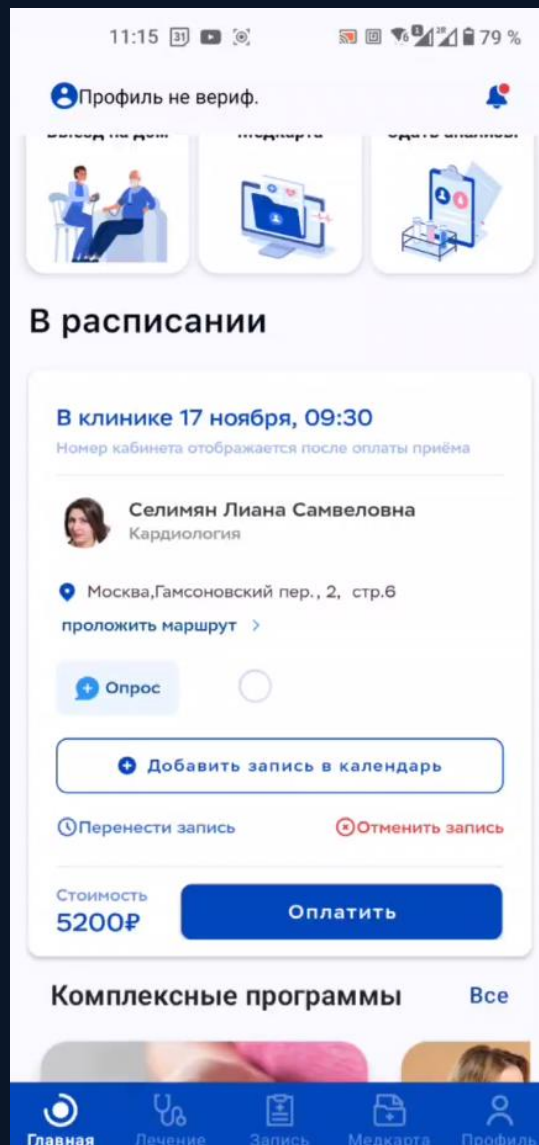 11:15 31 79 %
Профиль не вериф.
Медкарта
В расписании
В клинике 17 ноября, 09:30
Номер кабинета отображается после оплаты приёма
Селимян Лиана Самвеловна
Кардиология
Москва,Гамсоновский пер., 2, стр.6
проложить маршрут >
Опрос
Добавить запись в календарь
Перенести запись Отменить запись
Стоимость
5200₽ Оплатить
Комплексные программы Все
Главная Лечение Запись Медкарта Профиль